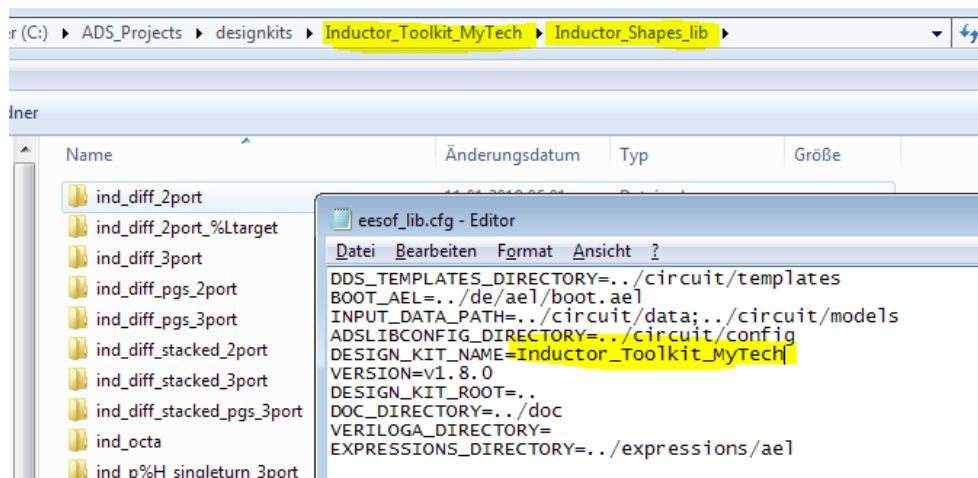 er (C:) ADS_Projects designkits Inductor_Toolkit_MyTech Inductor_Shapes_lib
Name Änderungsdatum Typ Größe
ind_diff_2port
ind_diff_2port_%Ltarget
ind_diff_3port
ind_diff_pgs_2port
ind_diff_pgs_3port
ind_diff_stacked_2port
ind_diff_stacked_3port
ind_diff_stacked_pgs_3port
ind_octa
ind_p%H_singleturn_3port
eesof_lib.cfg - Editor
Datei Bearbeiten Format Ansicht ?
DDS_TEMPLATES_DIRECTORY=../circuit/templates
BOOT_AEL=../de/ael/boot.ael
INPUT_DATA_PATH=../circuit/data;../circuit/models
ADSLIBCONFIG_DIRECTORY=../circuit/config
DESIGN_KIT_NAME=Inductor_Toolkit_MyTech
VERSION=v1.8.0
DESIGN_KIT_ROOT=..
DOC_DIRECTORY=../doc
VERILOGA_DIRECTORY=
EXPRESSIONS_DIRECTORY=../expressions/ael